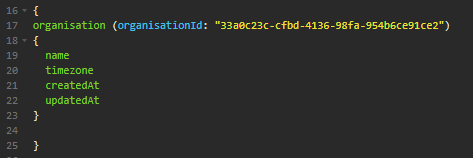 16 {
17 organisation (organisationId: "33a0c23c-cfbd-4136-98fa-954b6ce91ce2")
18 {
19 name
20 timezone
21 createdAt
22 updatedAt
23 }
24
25 }